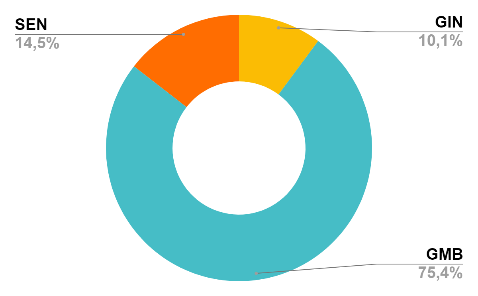 SEN
14,5%
GIN
10,1%
GMB
75,4%